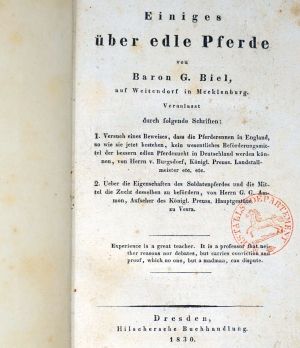 Einiges
über edle Pferde
von
Baron G. Biel,
auf Weitendorf in Mecklenburg.
Veranlasst
durch folgende Schriften:
1. Versuch eines Beweises, dass die Pferderennen in England,
so wie sie jetzt bestehen, kein wesentliches Beförderungsmit-
tel der bessern edlen Pferdezucht in Deutschland werden kön-
nen, von Herrn v. Burgsdorf, Königl. Preuss. Landstall-
meister etc. etc.
2. Ueber die Eigenschaften des Soldatenpferdes und die Mit-
tel die Zucht desselben zu befördern, von Herrn G. G. Am-
mon, Aufseher des Königl. Preuss. Hauptgestüts
zu Vesra.
Experience is a great teacher. It is a professor that nei-
ther reasons nor debates, but carries conviction and
proof, which no one, but a madman, can dispute.
Dresden,
Hilschersche Buchhandlung.
1830.